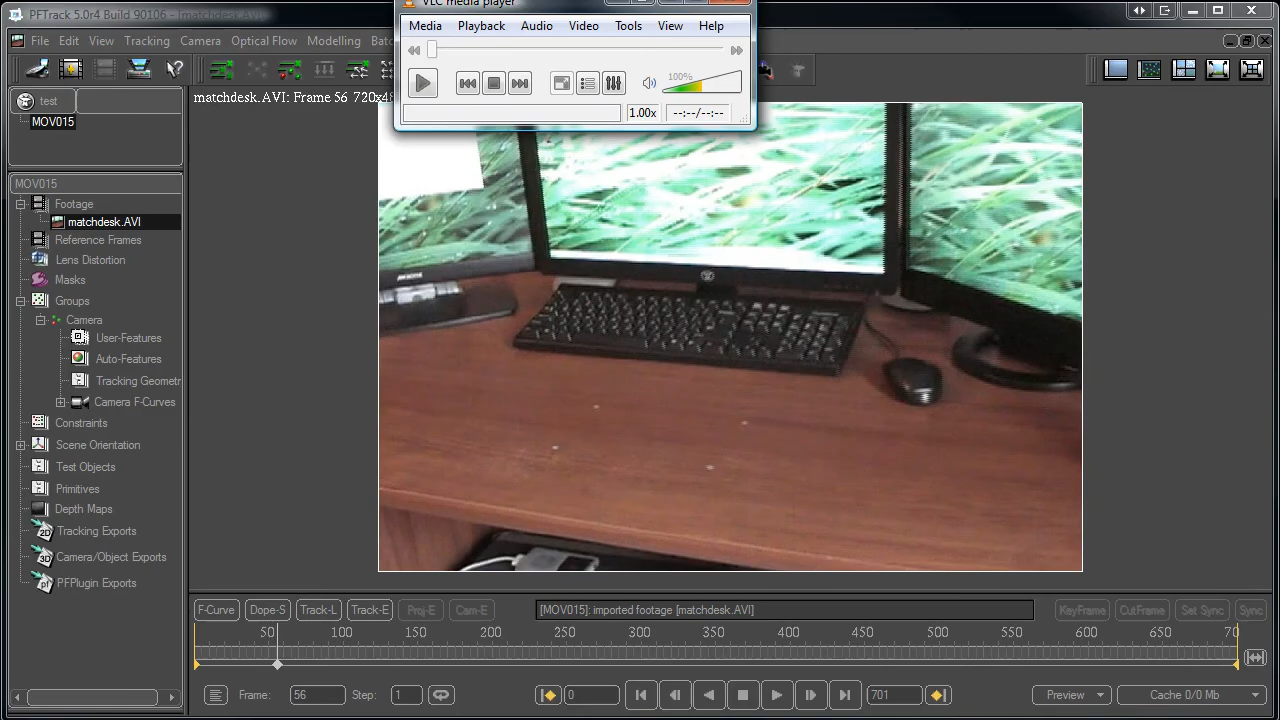 PFTrack 5.0r4 Build 90106 - [matchdesk.AVI]
VLC media player
File Edit View Tracking Camera Optical Flow Modelling
Media Playback Audio Video Tools View Help
100%
1.00x --:--/--:--
test
MOV015
matchdesk.AVI: Frame 56
MOV015
Footage
matchdesk.AVI
Reference Frames
Lens Distortion
Masks
Groups
Camera
User-Features
Auto-Features
Tracking Geometr
Camera F-Curves
Constraints
Scene Orientation
Test Objects
Primitives
Depth Maps
Tracking Exports
Camera/Object Exports
PFPlugin Exports
F-Curve Dope-S Track-L Track-E Proj-E Cam-E [MOV015]: imported footage [matchdesk.AVI] KeyFrame CutFrame Set Sync Sync
50 100 150 200 250 300 350 400 450 500 550 600 650 70
Frame: 56 Step: 1 0 701 Preview Cache 0/0 Mb